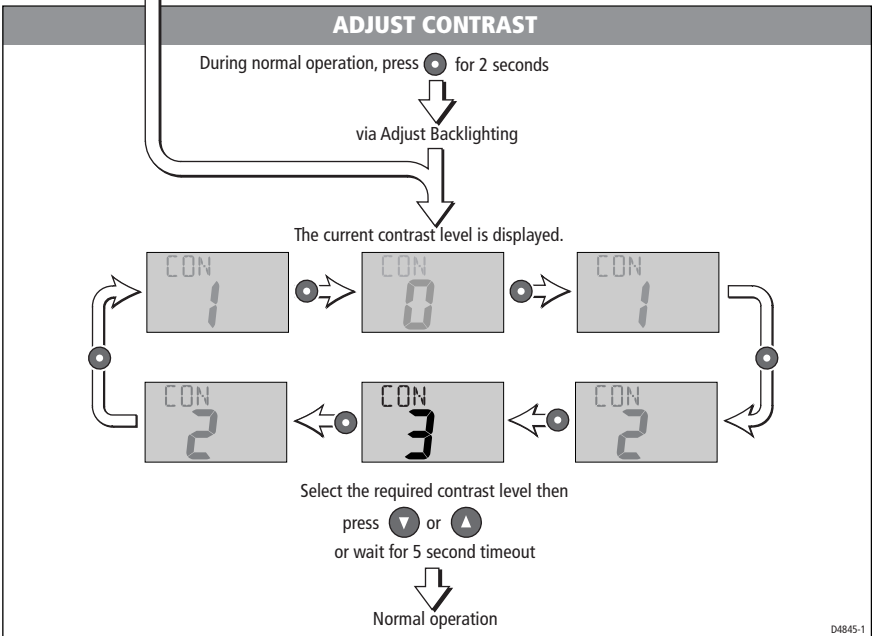 ADJUST CONTRAST
During normal operation, press for 2 seconds
via Adjust Backlighting
The current contrast level is displayed.
CON
1
CON
0
CON
1
CON
2
CON
3
CON
2
Select the required contrast level then
press or
or wait for 5 second timeout
Normal operation
D4845-1